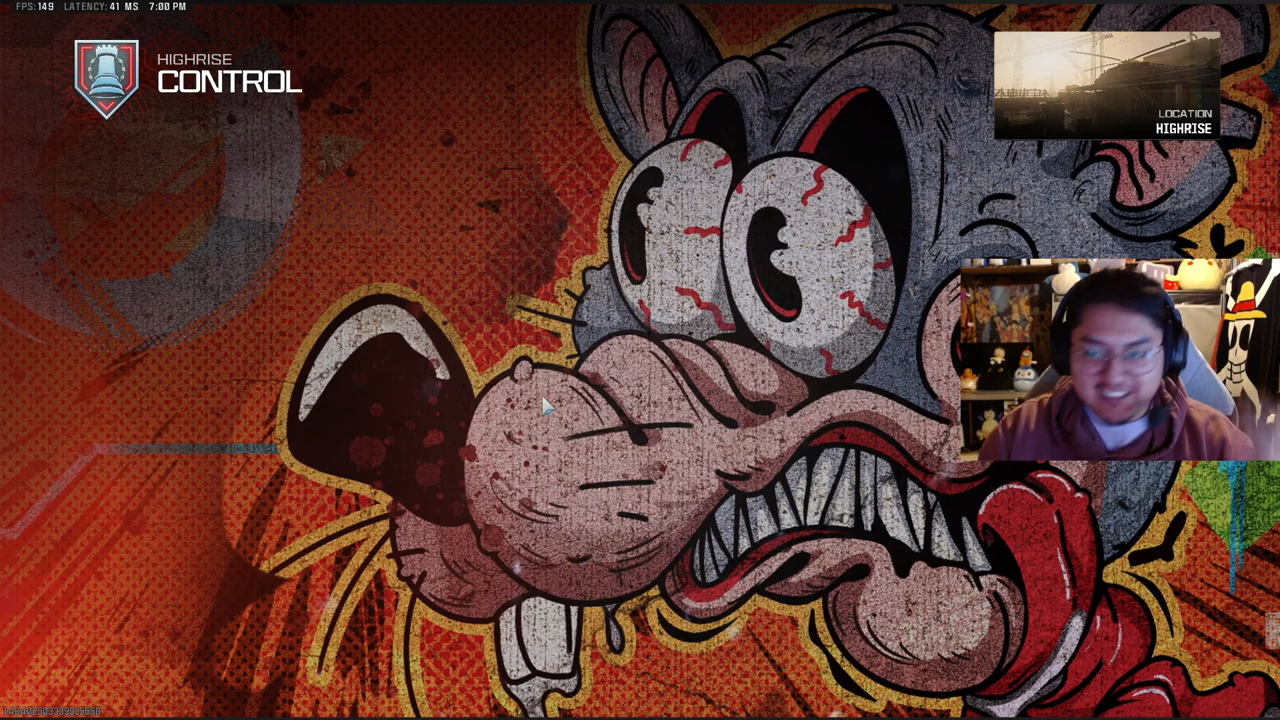 FPS:149 LATENCY:41 MS 7:00 PM
HIGHRISE
CONTROL
LOCATION
HIGHRISE